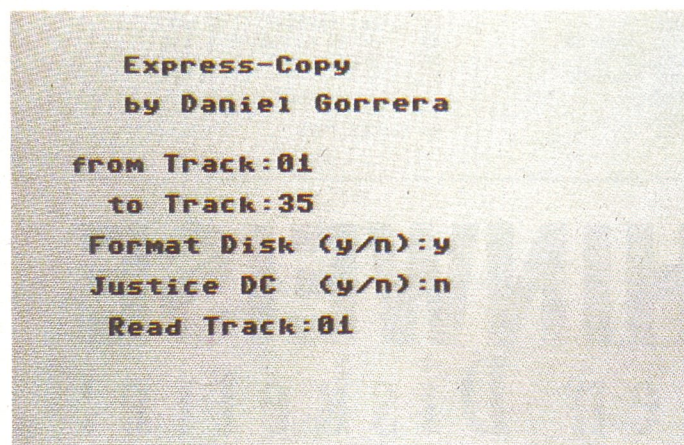 Express-Copy
by Daniel Gorrera
from Track:01
to Track:35
Format Disk (y/n):y
Justice DC (y/n):n
Read Track:01